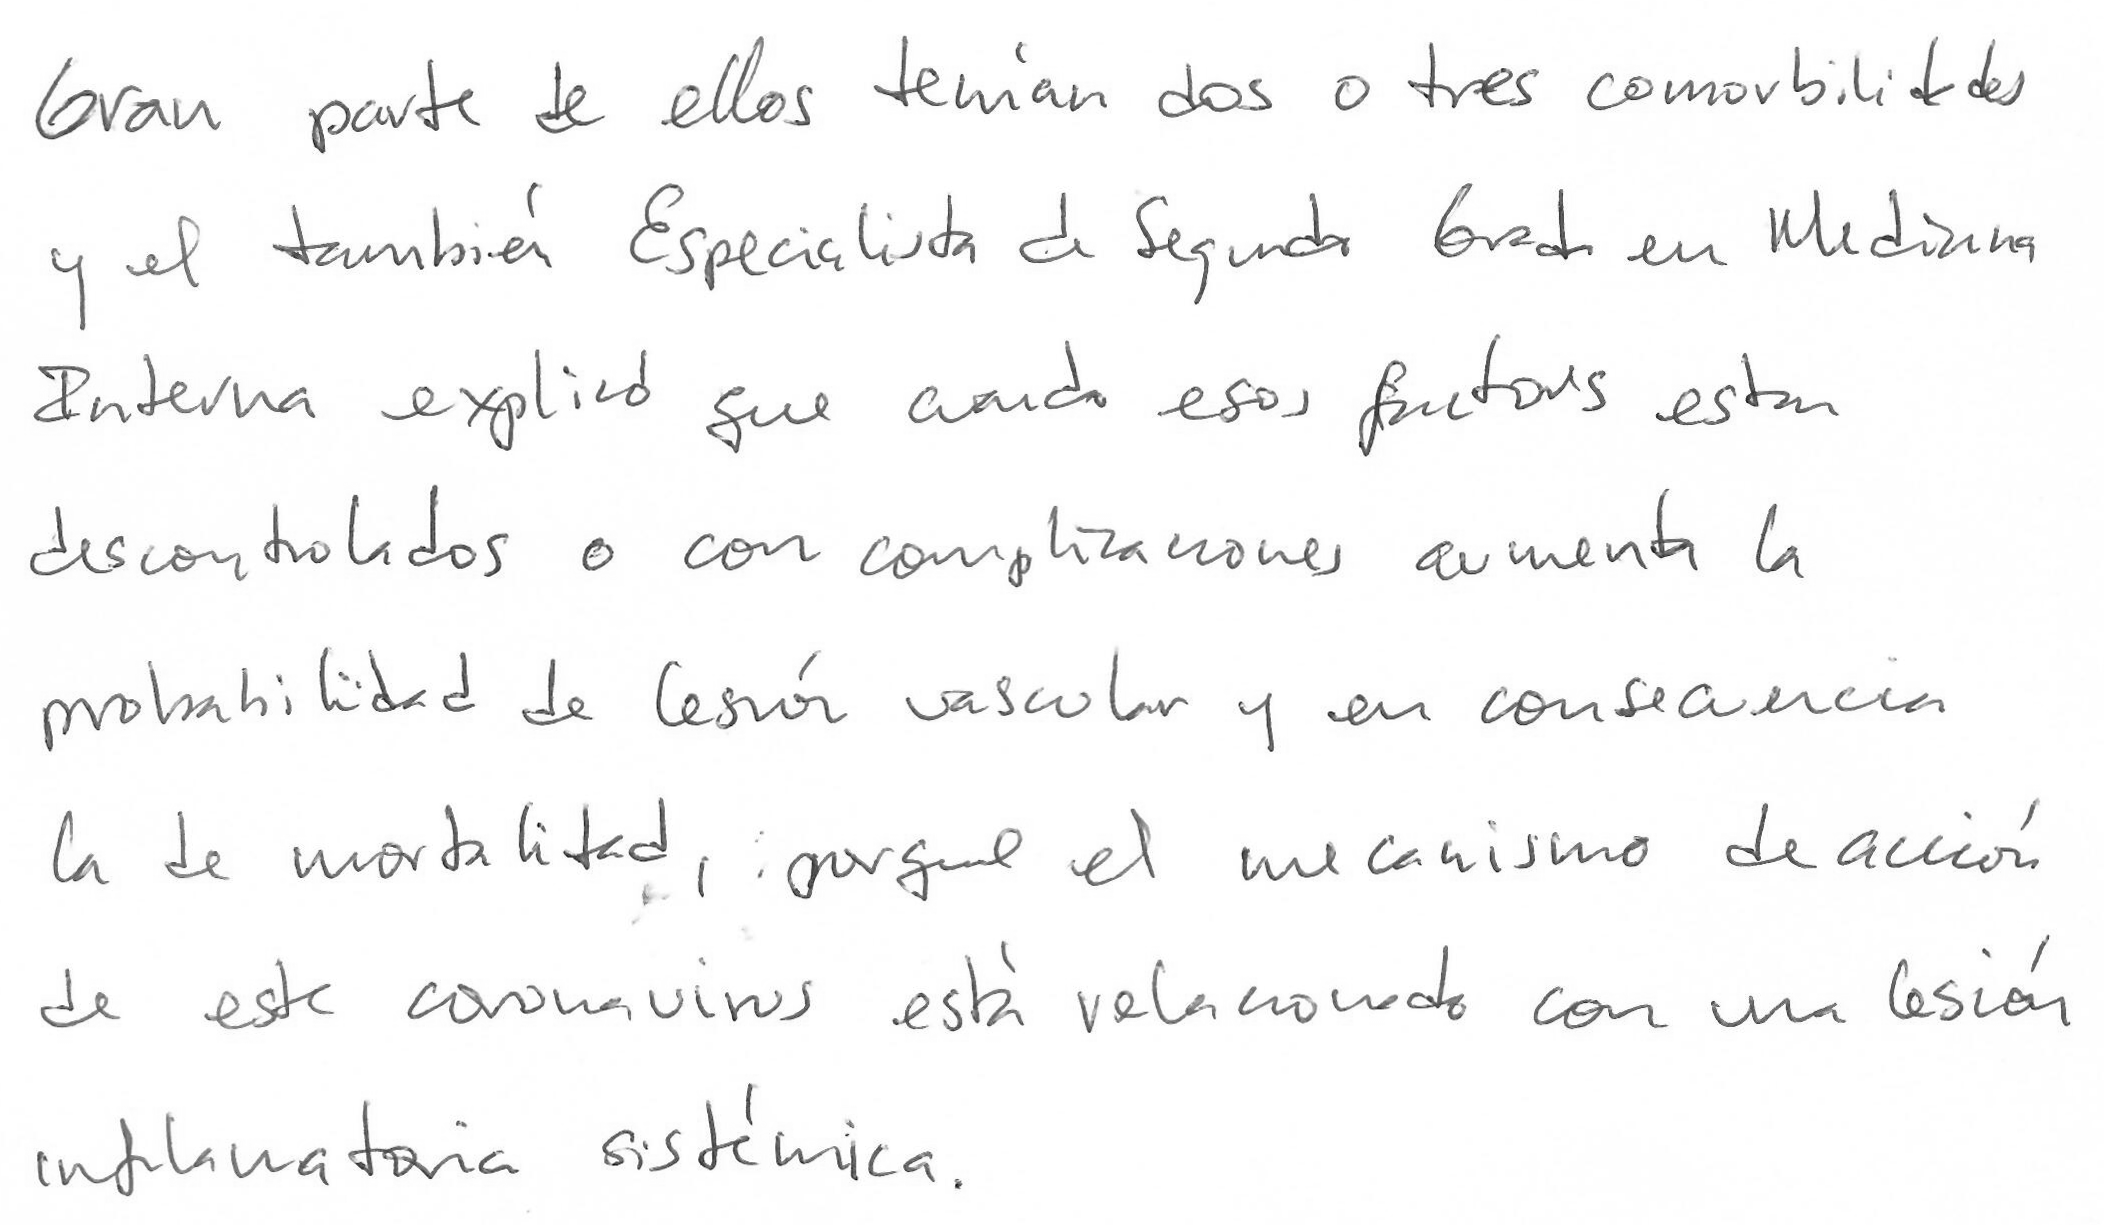 Gran parte de ellos tenían dos o tres comorbilidades
y el también Especialista de Segundo Grado en Medicina
Interna explicó que cuando esos factores estan
descontrolados o con complicaciones aumenta la
probabilidad de lesión vascular y en consecuencia
la de mortalidad, porque el mecanismo de acción
de este coronavirus está relacionado con una lesión
inflamatoria sistémica.